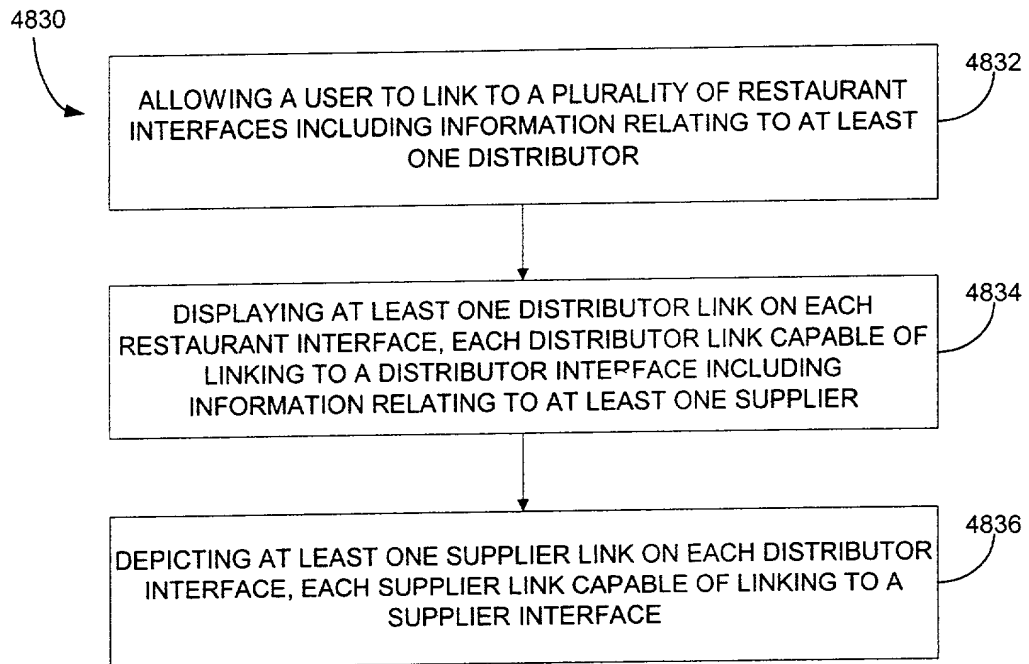 4830
ALLOWING A USER TO LINK TO A PLURALITY OF RESTAURANT
INTERFACES INCLUDING INFORMATION RELATING TO AT LEAST
ONE DISTRIBUTOR
4832
DISPLAYING AT LEAST ONE DISTRIBUTOR LINK ON EACH
RESTAURANT INTERFACE, EACH DISTRIBUTOR LINK CAPABLE OF
LINKING TO A DISTRIBUTOR INTERFACE INCLUDING
INFORMATION RELATING TO AT LEAST ONE SUPPLIER
4834
DEPICTING AT LEAST ONE SUPPLIER LINK ON EACH DISTRIBUTOR
INTERFACE, EACH SUPPLIER LINK CAPABLE OF LINKING TO A
SUPPLIER INTERFACE
4836